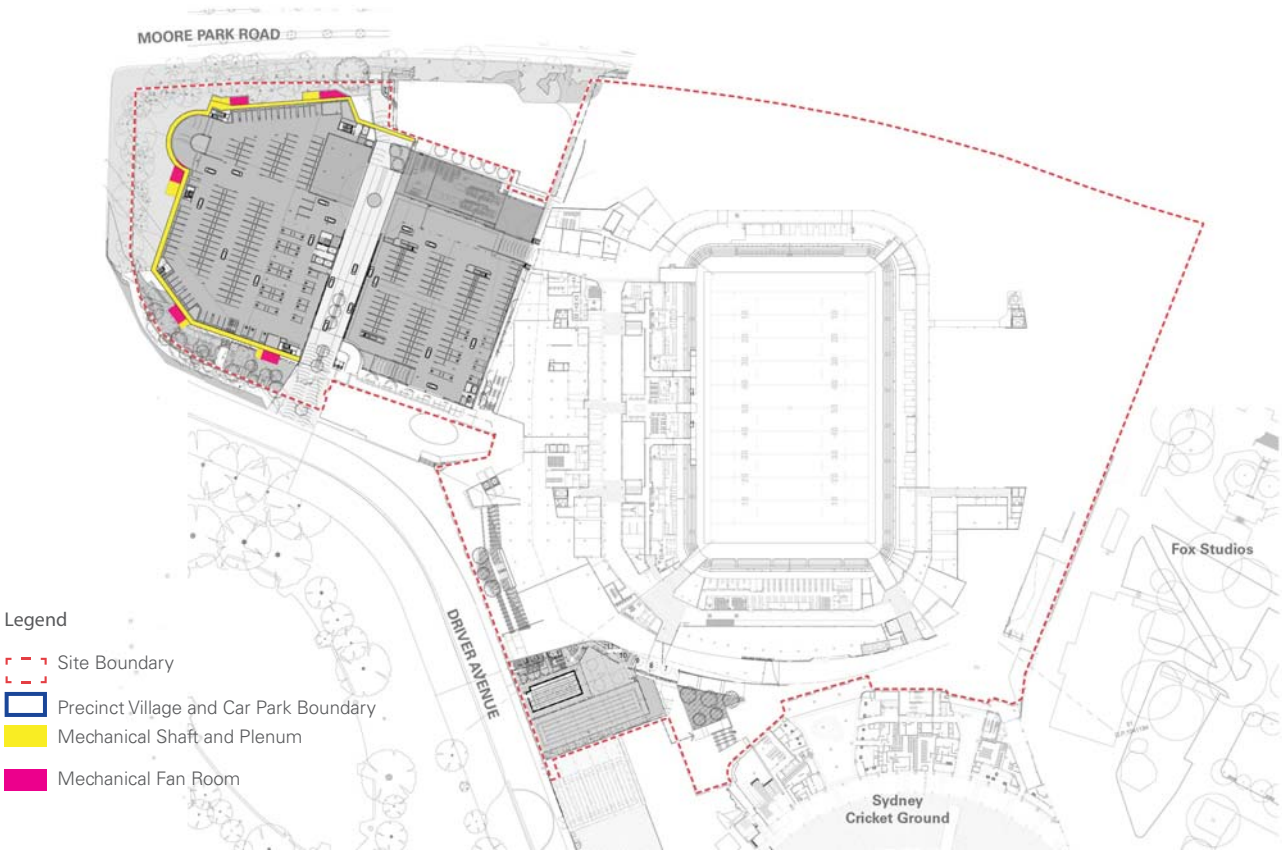 MOORE PARK ROAD
Fox Studios
Legend
Site Boundary
Precinct Village and Car Park Boundary
Mechanical Shaft and Plenum
Mechanical Fan Room
DRIVER AVENUE
Sydney
Cricket Ground